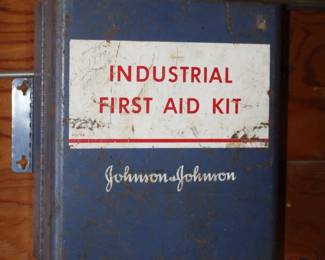 INDUSTRIAL
FIRST AID KIT
Johnson & Johnson